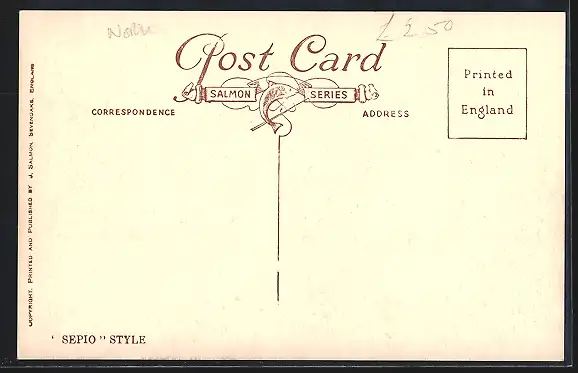 £2.50
Post Card
SALMON SERIES
CORRESPONDENCE
ADDRESS
Printed
in
England
COPYRIGHT. PRINTED AND PUBLISHED BY J. SALMON, SEVENOAKS, ENGLAND
' SEPIO " STYLE